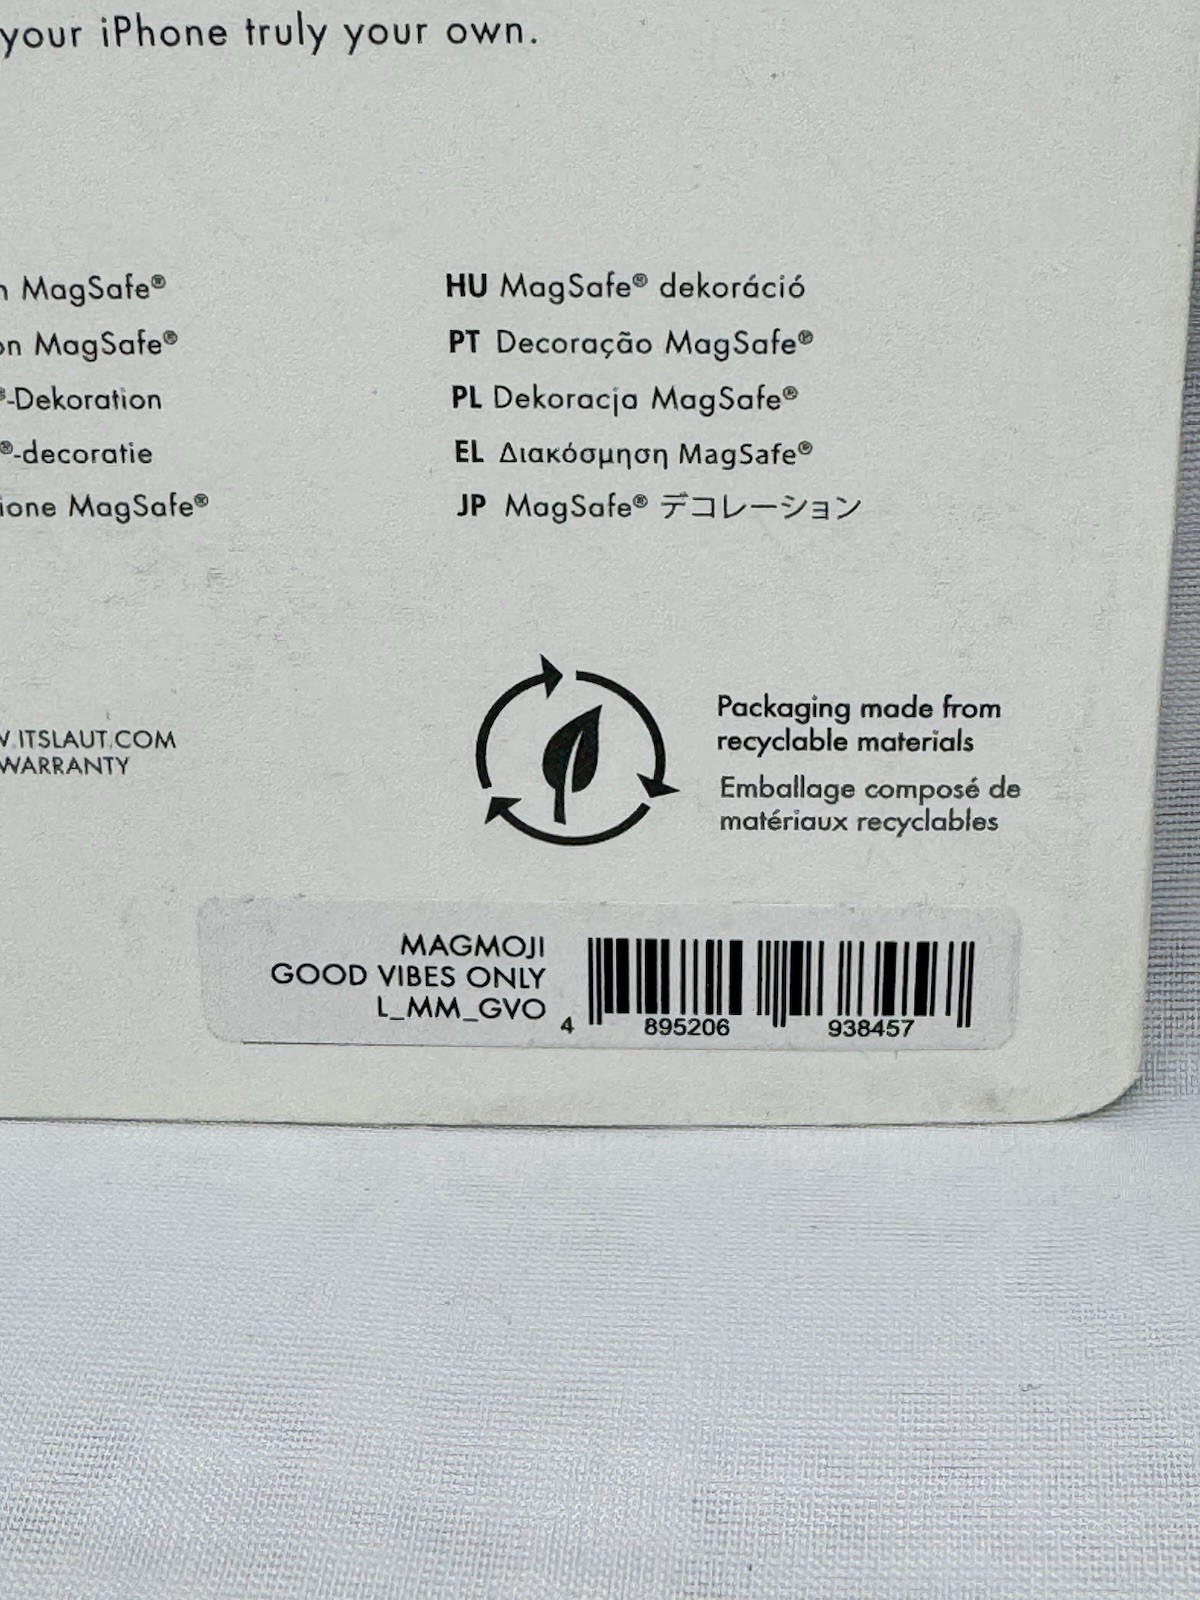 your iPhone truly your own.
MagSafe®
MagSafe®
®-Dekoration
®-decoratie
MagSafe®
HU MagSafe® dekoráció
PT Decoração MagSafe®
PL Dekoracja MagSafe®
EL Διακόσμηση MagSafe®
JP MagSafe® デコレーション
.ITSLAUT.COM
WARRANTY
Packaging made from
recyclable materials
Emballage composé de
matériaux recyclables
MAGMOJI
GOOD VIBES ONLY
L_MM_GVO
4 895206 938457